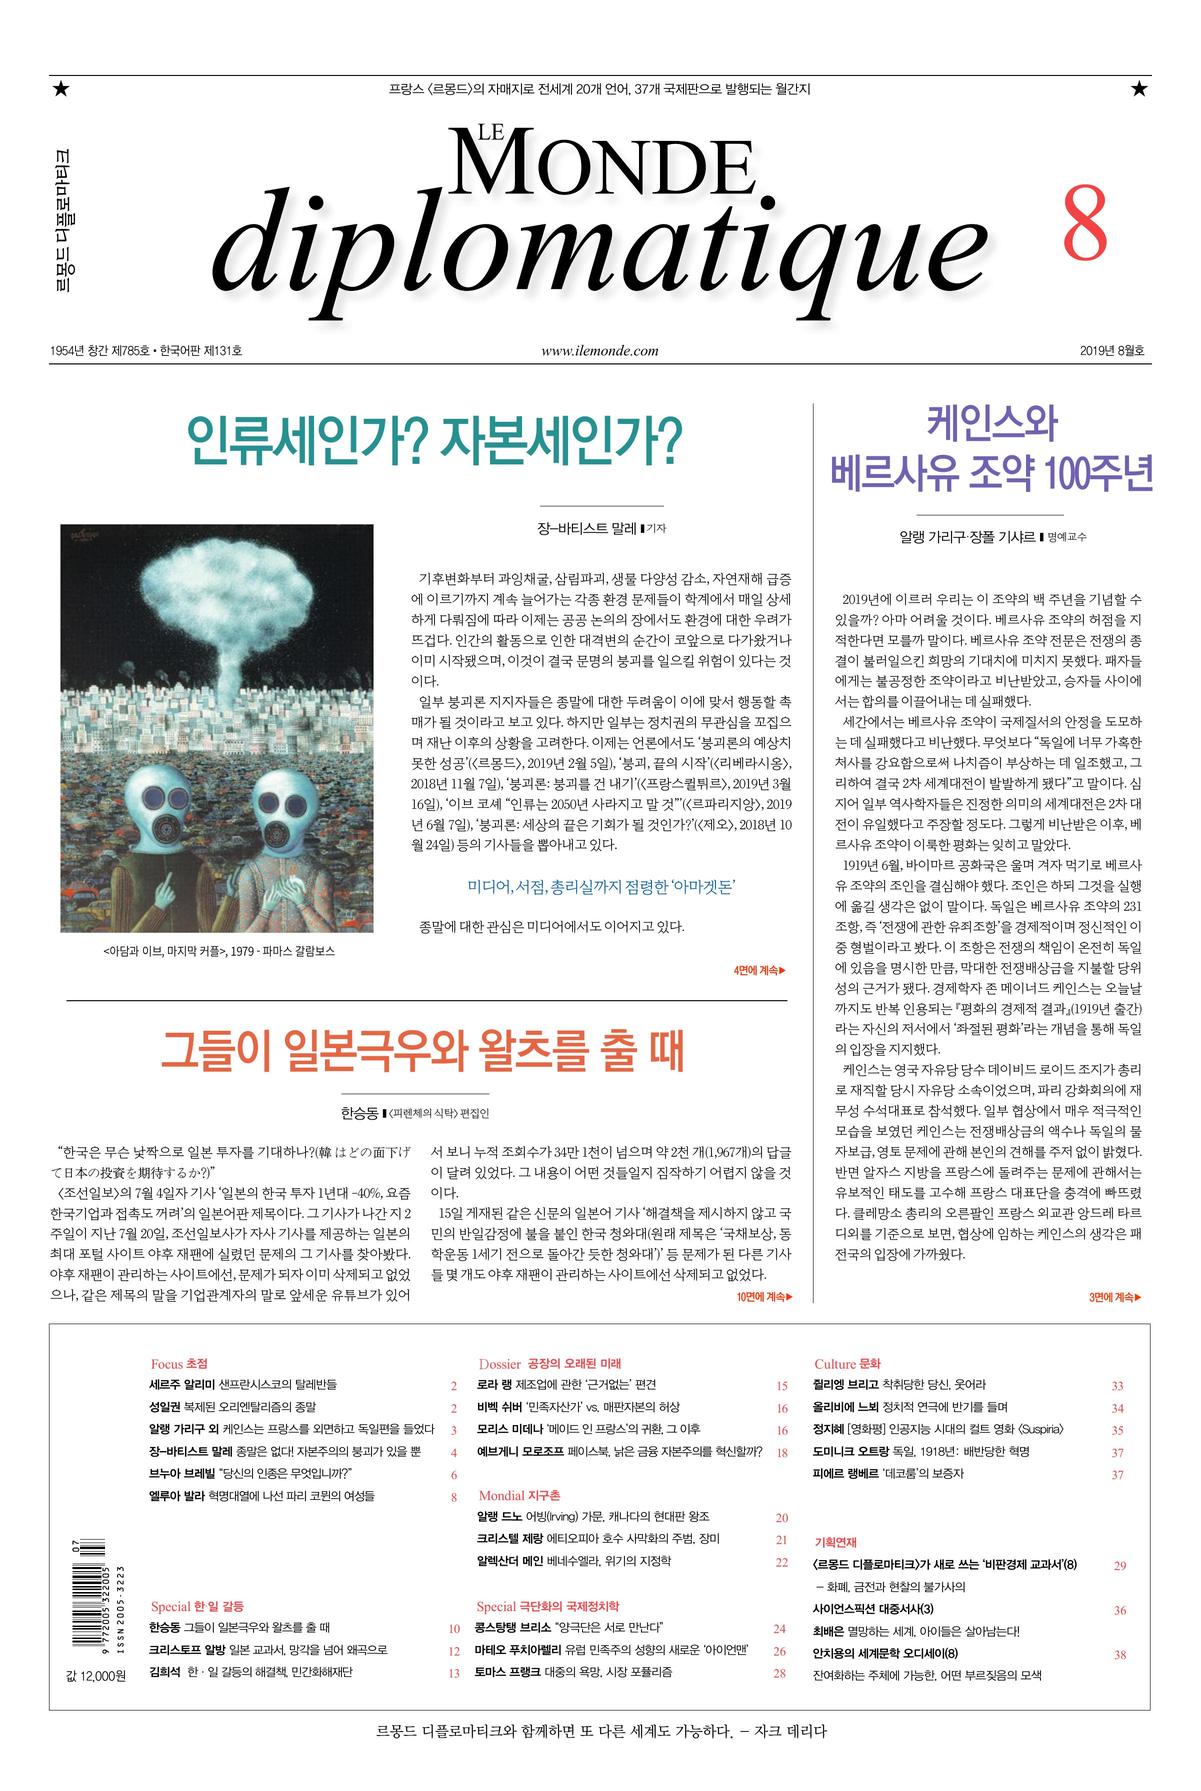 ★
프랑스 〈르몽드〉의 자매지로 전세계 20개 언어, 37개 국제판으로 발행되는 월간지
★
르몽드 디플로마티크
LE
MONDE
diplomatique
8
1954년 창간 제785호 • 한국어판 제131호
www.ilemonde.com
2019년 8월호
인류세인가? 자본세인가?
장–바티스트 말레 ▮기자
기후변화부터 과잉채굴, 삼림파괴, 생물 다양성 감소, 자연재해 급증
에 이르기까지 계속 늘어가는 각종 환경 문제들이 학계에서 매일 상세
하게 다뤄짐에 따라 이제는 공공 논의의 장에서도 환경에 대한 우려가
뜨겁다. 인간의 활동으로 인한 대격변의 순간이 코앞으로 다가왔거나
이미 시작됐으며, 이것이 결국 문명의 붕괴를 일으킬 위험이 있다는 것
이다.
일부 붕괴론 지지자들은 종말에 대한 두려움이 이에 맞서 행동할 촉
매가 될 것이라고 보고 있다. 하지만 일부는 정치권의 무관심을 꼬집으
며 재난 이후의 상황을 고려한다. 이제는 언론에서도 ‘붕괴론의 예상치
못한 성공’(<르몽드>, 2019년 2월 5일), ‘붕괴, 끝의 시작’(<리베라시옹>,
2018년 11월 7일), ‘붕괴론: 붕괴를 건 내기’(<프랑스퀼튀르>, 2019년 3월
16일), ‘이브 코셰 “인류는 2050년 사라지고 말 것”’(<르파리지앙>, 2019
년 6월 7일), ‘붕괴론: 세상의 끝은 기회가 될 것인가?’(<제오>, 2018년 10
월 24일) 등의 기사들을 뽑아내고 있다.
미디어, 서점, 총리실까지 점령한 ‘아마겟돈’
종말에 대한 관심은 미디어에서도 이어지고 있다.
4면에 계속▶
<아담과 이브, 마지막 커플>, 1979 - 파마스 갈람보스
케인스와
베르사유 조약 100주년
알랭 가리구·장폴 기샤르 ▮ 명예교수
2019년에 이르러 우리는 이 조약의 백 주년을 기념할 수
있을까? 아마 어려울 것이다. 베르사유 조약의 허점을 지
적한다면 모를까 말이다. 베르사유 조약 전문은 전쟁의 종
결이 불러일으킨 희망의 기대치에 미치지 못했다. 패자들
에게는 불공정한 조약이라고 비난받았고, 승자들 사이에
서는 합의를 이끌어내는 데 실패했다.
세간에서는 베르사유 조약이 국제질서의 안정을 도모하
는 데 실패했다고 비난했다. 무엇보다 “독일에 너무 가혹한
처사를 강요함으로써 나치즘이 부상하는 데 일조했고, 그
리하여 결국 2차 세계대전이 발발하게 됐다”고 말이다. 심
지어 일부 역사학자들은 진정한 의미의 세계대전은 2차 대
전이 유일했다고 주장할 정도다. 그렇게 비난받은 이후, 베
르사유 조약이 이룩한 평화는 잊히고 말았다.
1919년 6월, 바이마르 공화국은 울며 겨자 먹기로 베르사
유 조약의 조인을 결심해야 했다. 조인은 하되 그것을 실행
에 옮길 생각은 없이 말이다. 독일은 베르사유 조약의 231
조항, 즉 ‘전쟁에 관한 유죄조항’을 경제적이며 정신적인 이
중 형벌이라고 봤다. 이 조항은 전쟁의 책임이 온전히 독일
에 있음을 명시한 만큼, 막대한 전쟁배상금을 지불할 당위
성의 근거가 됐다. 경제학자 존 메이너드 케인스는 오늘날
까지도 반복 인용되는 『평화의 경제적 결과』(1919년 출간)
라는 자신의 저서에서 ‘좌절된 평화’라는 개념을 통해 독일
의 입장을 지지했다.
케인스는 영국 자유당 당수 데이비드 로이드 조지가 총리
로 재직할 당시 자유당 소속이었으며, 파리 강화회의에 재
무성 수석대표로 참석했다. 일부 협상에서 매우 적극적인
모습을 보였던 케인스는 전쟁배상금의 액수나 독일의 물
자보급, 영토 문제에 관해 본인의 견해를 주저 없이 밝혔다.
반면 알자스 지방을 프랑스에 돌려주는 문제에 관해서는
유보적인 태도를 고수해 프랑스 대표단을 충격에 빠뜨렸
다. 클레망소 총리의 오른팔인 프랑스 외교관 앙드레 타르
디외를 기준으로 보면, 협상에 임하는 케인스의 생각은 패
전국의 입장에 가까웠다.
3면에 계속▶
그들이 일본극우와 왈츠를 출 때
한승동 ▮ 〈피렌체의 식탁〉 편집인
“한국은 무슨 낯짝으로 일본 투자를 기대하나?(韓 はどの面下げ
て日本の投資を期待するか?)”
〈조선일보〉의 7월 4일자 기사 ‘일본의 한국 투자 1년대 -40%, 요즘
한국기업과 접촉도 꺼려’의 일본어판 제목이다. 그 기사가 나간 지 2
주일이 지난 7월 20일, 조선일보사가 자사 기사를 제공하는 일본의
최대 포털 사이트 야후 재팬에 실렸던 문제의 그 기사를 찾아봤다.
야후 재팬이 관리하는 사이트에선, 문제가 되자 이미 삭제되고 없었
으나, 같은 제목의 말을 기업관계자의 말로 앞세운 유튜브가 있어
서 보니 누적 조회수가 34만 1천이 넘으며 약 2천 개(1,967개)의 답글
이 달려 있었다. 그 내용이 어떤 것들일지 짐작하기 어렵지 않을 것
이다.
15일 게재된 같은 신문의 일본어 기사 ‘해결책을 제시하지 않고 국
민의 반일감정에 불을 붙인 한국 청와대(원래 제목은 ‘국채보상, 동
학운동 1세기 전으로 돌아간 듯한 청와대’)’ 등 문제가 된 다른 기사
들 몇 개도 야후 재팬이 관리하는 사이트에선 삭제되고 없었다.
10면에 계속▶
Focus 초점
세르주 알리미 샌프란시스코의 탈레반들 2
성일권 복제된 오리엔탈리즘의 종말 2
알랭 가리구 외 케인스는 프랑스를 외면하고 독일편을 들었다 3
장–바티스트 말레 종말은 없다! 자본주의의 붕괴가 있을 뿐 4
브누아 브레빌 “당신의 인종은 무엇입니까?” 6
엘루아 발라 혁명대열에 나선 파리 코뮌의 여성들 8
Special 한·일 갈등
한승동 그들이 일본극우와 왈츠를 출 때 10
크리스토프 알방 일본 교과서, 망각을 넘어 왜곡으로 12
김희석 한·일 갈등의 해결책, 민간화해재단 13
Dossier 공장의 오래된 미래
로라 랭 제조업에 관한 ‘근거없는’ 편견 15
비벡 쉬버 ‘민족자산가’ vs. 매판자본의 허상 16
모리스 미데나 ‘메이드 인 프랑스’의 귀환, 그 이후 16
예브게니 모로조프 페이스북, 낡은 금융 자본주의를 혁신할까? 18
Mondial 지구촌
알랭 드노 어빙(Irving) 가문, 캐나다의 현대판 왕조 20
크리스텔 제랑 에티오피아 호수 사막화의 주범, 장미 21
알렉산더 메인 베네수엘라, 위기의 지정학 22
Special 극단화의 국제정치학
콩스탕탱 브리소 “양극단은 서로 만난다” 24
마테오 푸치아렐리 유럽 민족주의 성향의 새로운 ‘아이언맨’ 26
토마스 프랭크 대중의 욕망, 시장 포퓰리즘 28
Culture 문화
쥘리엥 브리고 착취당한 당신, 웃어라 33
올리비에 느뵈 정치적 연극에 반기를 들며 34
정지혜 [영화평] 인공지능 시대의 컬트 영화 〈Suspiria〉 35
도미니크 오트랑 독일, 1918년: 배반당한 혁명 37
피에르 랭베르 ‘데코룸’의 보증자 37
기획연재
〈르몽드 디플로마티크〉가 새로 쓰는 ‘비판경제 교과서’(8) 29
– 화폐, 금전과 현찰의 불가사의
사이언스픽션 대중서사(3) 36
최배은 멸망하는 세계, 아이들은 살아남는다!
안치용의 세계문학 오디세이(8) 38
잔여화하는 주체에 가능한, 어떤 부르짖음의 모색
07
9 772005 322005
ISSN 2005-3223
값 12,000원
르몽드 디플로마티크와 함께하면 또 다른 세계도 가능하다. – 자크 데리다